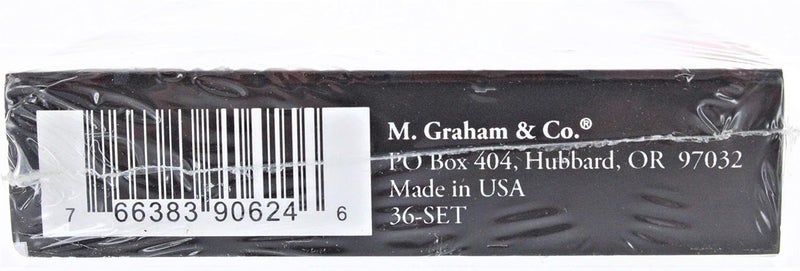 M. Graham & Co.®
PO Box 404, Hubbard, OR 97032
Made in USA
36-SET
7 66383 90624 6